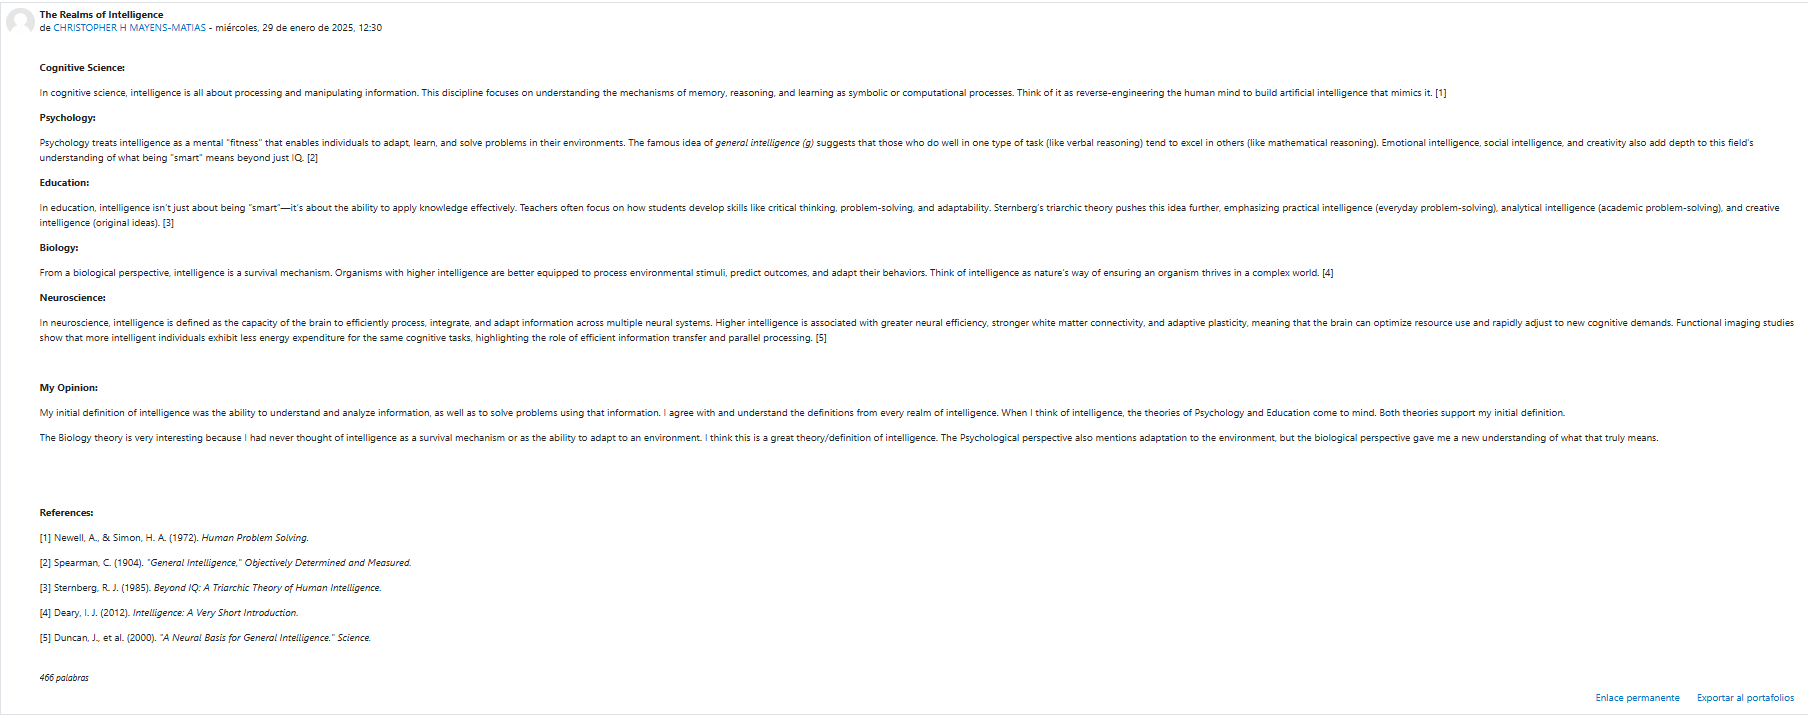 The Realms of Intelligence
de CHRISTOPHER H MAYENS-MATIAS - miércoles, 29 de enero de 2025, 12:30
Cognitive Science:
In cognitive science, intelligence is all about processing and manipulating information. This discipline focuses on understanding the mechanisms of memory, reasoning, and learning as symbolic or computational processes. Think of it as reverse-engineering the human mind to build artificial intelligence that mimics it. [1]
Psychology:
Psychology treats intelligence as a mental "fitness" that enables individuals to adapt, learn, and solve problems in their environments. The famous idea of general intelligence (g) suggests that those who do well in one type of task (like verbal reasoning) tend to excel in others (like mathematical reasoning). Emotional intelligence, social intelligence, and creativity also add depth to this field's
understanding of what being "smart" means beyond just IQ. [2]
Education:
In education, intelligence isn't just about being "smart"—it's about the ability to apply knowledge effectively. Teachers often focus on how students develop skills like critical thinking, problem-solving, and adaptability. Sternberg's triarchic theory pushes this idea further, emphasizing practical intelligence (everyday problem-solving), analytical intelligence (academic problem-solving), and creative
intelligence (original ideas). [3]
Biology:
From a biological perspective, intelligence is a survival mechanism. Organisms with higher intelligence are better equipped to process environmental stimuli, predict outcomes, and adapt their behaviors. Think of intelligence as nature's way of ensuring an organism thrives in a complex world. [4]
Neuroscience:
In neuroscience, intelligence is defined as the capacity of the brain to efficiently process, integrate, and adapt information across multiple neural systems. Higher intelligence is associated with greater neural efficiency, stronger white matter connectivity, and adaptive plasticity, meaning that the brain can optimize resource use and rapidly adjust to new cognitive demands. Functional imaging studies
show that more intelligent individuals exhibit less energy expenditure for the same cognitive tasks, highlighting the role of efficient information transfer and parallel processing. [5]
My Opinion:
My initial definition of intelligence was the ability to understand and analyze information, as well as to solve problems using that information. I agree with and understand the definitions from every realm of intelligence. When I think of intelligence, the theories of Psychology and Education come to mind. Both theories support my initial definition.
The Biology theory is very interesting because I had never thought of intelligence as a survival mechanism or as the ability to adapt to an environment. I think this is a great theory/definition of intelligence. The Psychological perspective also mentions adaptation to the environment, but the biological perspective gave me a new understanding of what that truly means.
References:
[1] Newell, A., & Simon, H. A. (1972). Human Problem Solving.
[2] Spearman, C. (1904). "General Intelligence," Objectively Determined and Measured.
[3] Sternberg, R. J. (1985). Beyond IQ: A Triarchic Theory of Human Intelligence.
[4] Deary, I. J. (2012). Intelligence: A Very Short Introduction.
[5] Duncan, J., et al. (2000). "A Neural Basis for General Intelligence." Science.
466 palabras
Enlace permanente Exportar al portafolios